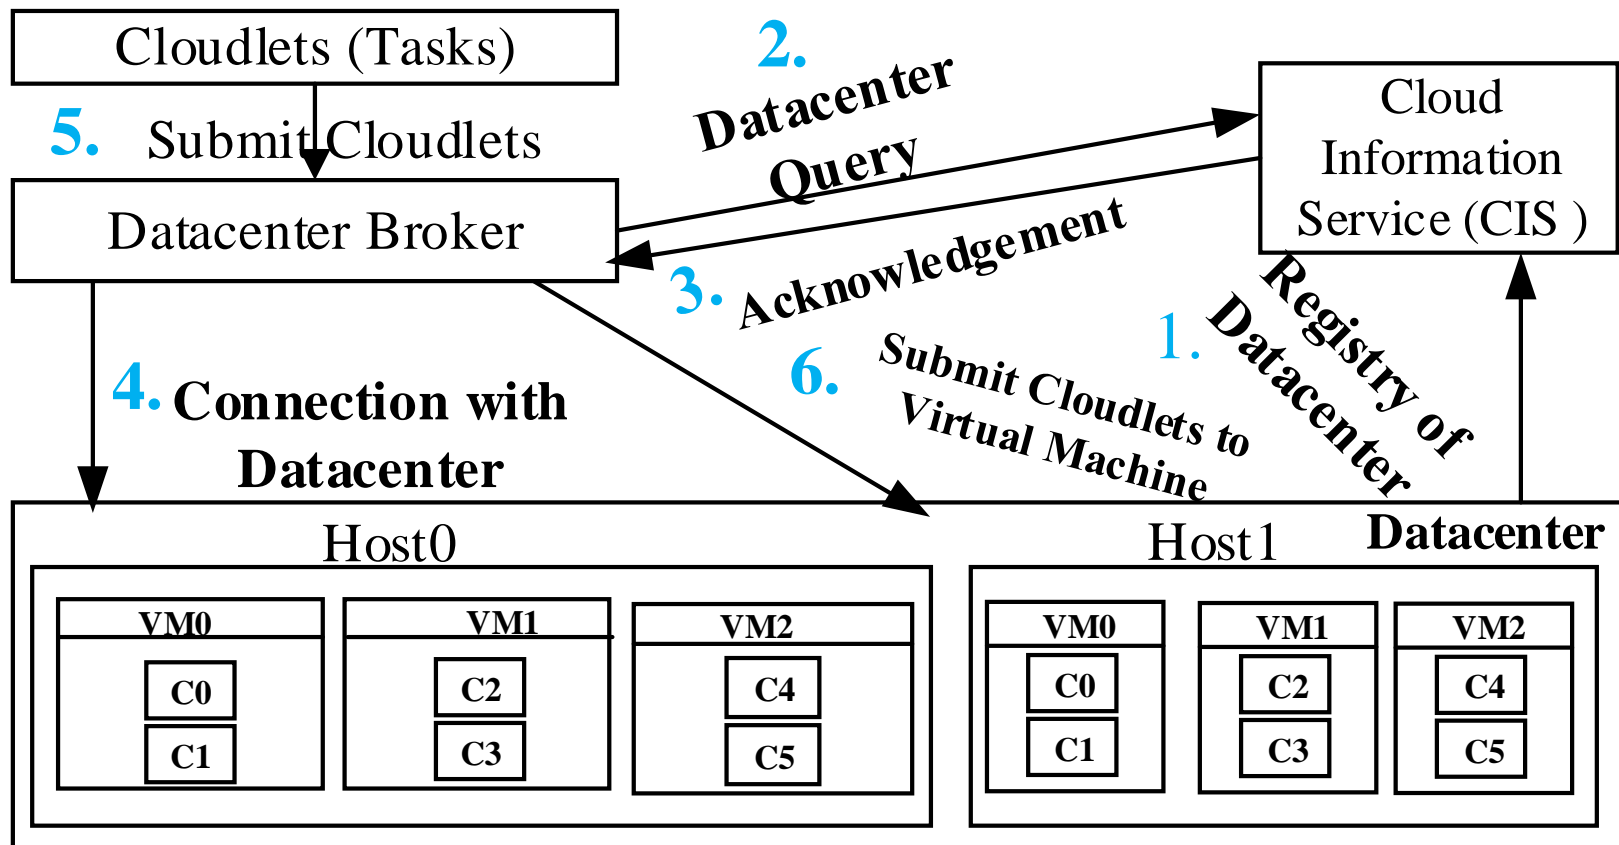 Cloudlets (Tasks)
5. Submit Cloudlets
Datacenter Broker
2.
Datacenter
Query
3. Acknowledgement
Cloud
Information
Service (CIS )
1. Registry of
Datacenter
4. Connection with
Datacenter
6. Submit Cloudlets to
Virtual Machine
Datacenter
Host0
VM0
C0
C1
VM1
C2
C3
VM2
C4
C5
Host1
VM0
C0
C1
VM1
C2
C3
VM2
C4
C5